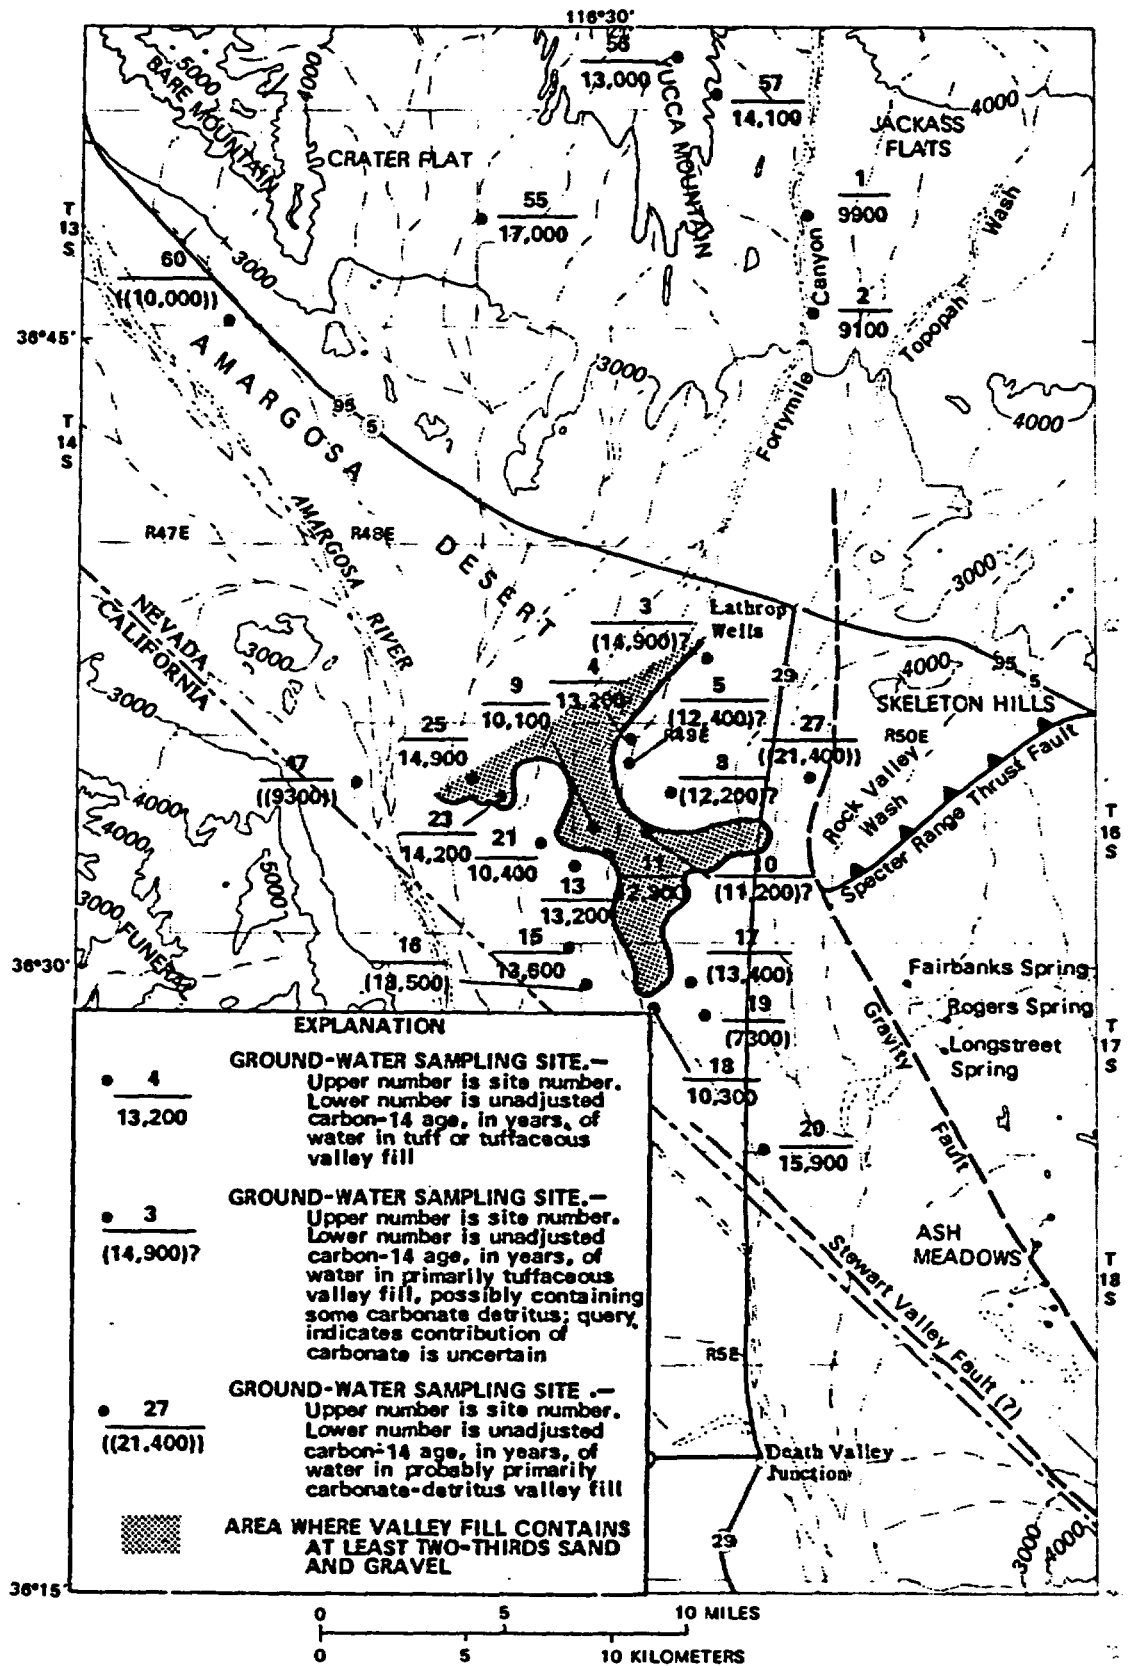 116°30'
56
13,000
YUCCA MOUNTAIN
57
14,100
5000
BARE MOUNTAIN
4000
CRATER FLAT
4000
JACKASS
FLATS
1
9900
Wash
Topopah
55
17,000
Canyon
2
9100
T
13
S
60
((10,000))
3000
36°45'
AMARGOSA
3000
4000
Fortymile
95
5
T
14
S
R47E
AMARGOSA
R48E
RIVER
DESERT
3000
NEVADA
CALIFORNIA
3000
3000
3
(14,900)?
Lathrop
Wells
4
13,200
9
10,100
5
(12,400)?
R49E
29
4000
95
5
SKELETON HILLS
R50E
27
((21,400))
25
14,900
47
((9300))
8
(12,200)?
Rock Valley
Wash
Specter Range Thrust Fault
T
16
S
4000
4000
5000
3000
FUNERAL
23
14,200
21
10,400
13
13,200
11
10
(11,200)?
36°30'
16
(18,500)
15
13,600
17
(13,400)
19
(7300)
18
10,300
Fairbanks Spring
Rogers Spring
Longstreet
Spring
T
17
S
Gravity
Fault
20
15,900
ASH
MEADOWS
T
18
S
Stewart Valley Fault (?)
R5E
Death Valley
Junction
29
3000
4000
EXPLANATION
4
13,200
GROUND-WATER SAMPLING SITE.—
Upper number is site number.
Lower number is unadjusted
carbon-14 age, in years, of
water in tuff or tuffaceous
valley fill
3
(14,900)?
GROUND-WATER SAMPLING SITE.—
Upper number is site number.
Lower number is unadjusted
carbon-14 age, in years, of
water in primarily tuffaceous
valley fill, possibly containing
some carbonate detritus; query
indicates contribution of
carbonate is uncertain
27
((21,400))
GROUND-WATER SAMPLING SITE .—
Upper number is site number.
Lower number is unadjusted
carbon-14 age, in years, of
water in probably primarily
carbonate-detritus valley fill
AREA WHERE VALLEY FILL CONTAINS
AT LEAST TWO-THIRDS SAND
AND GRAVEL
36°15'
0 5 10 MILES
0 5 10 KILOMETERS